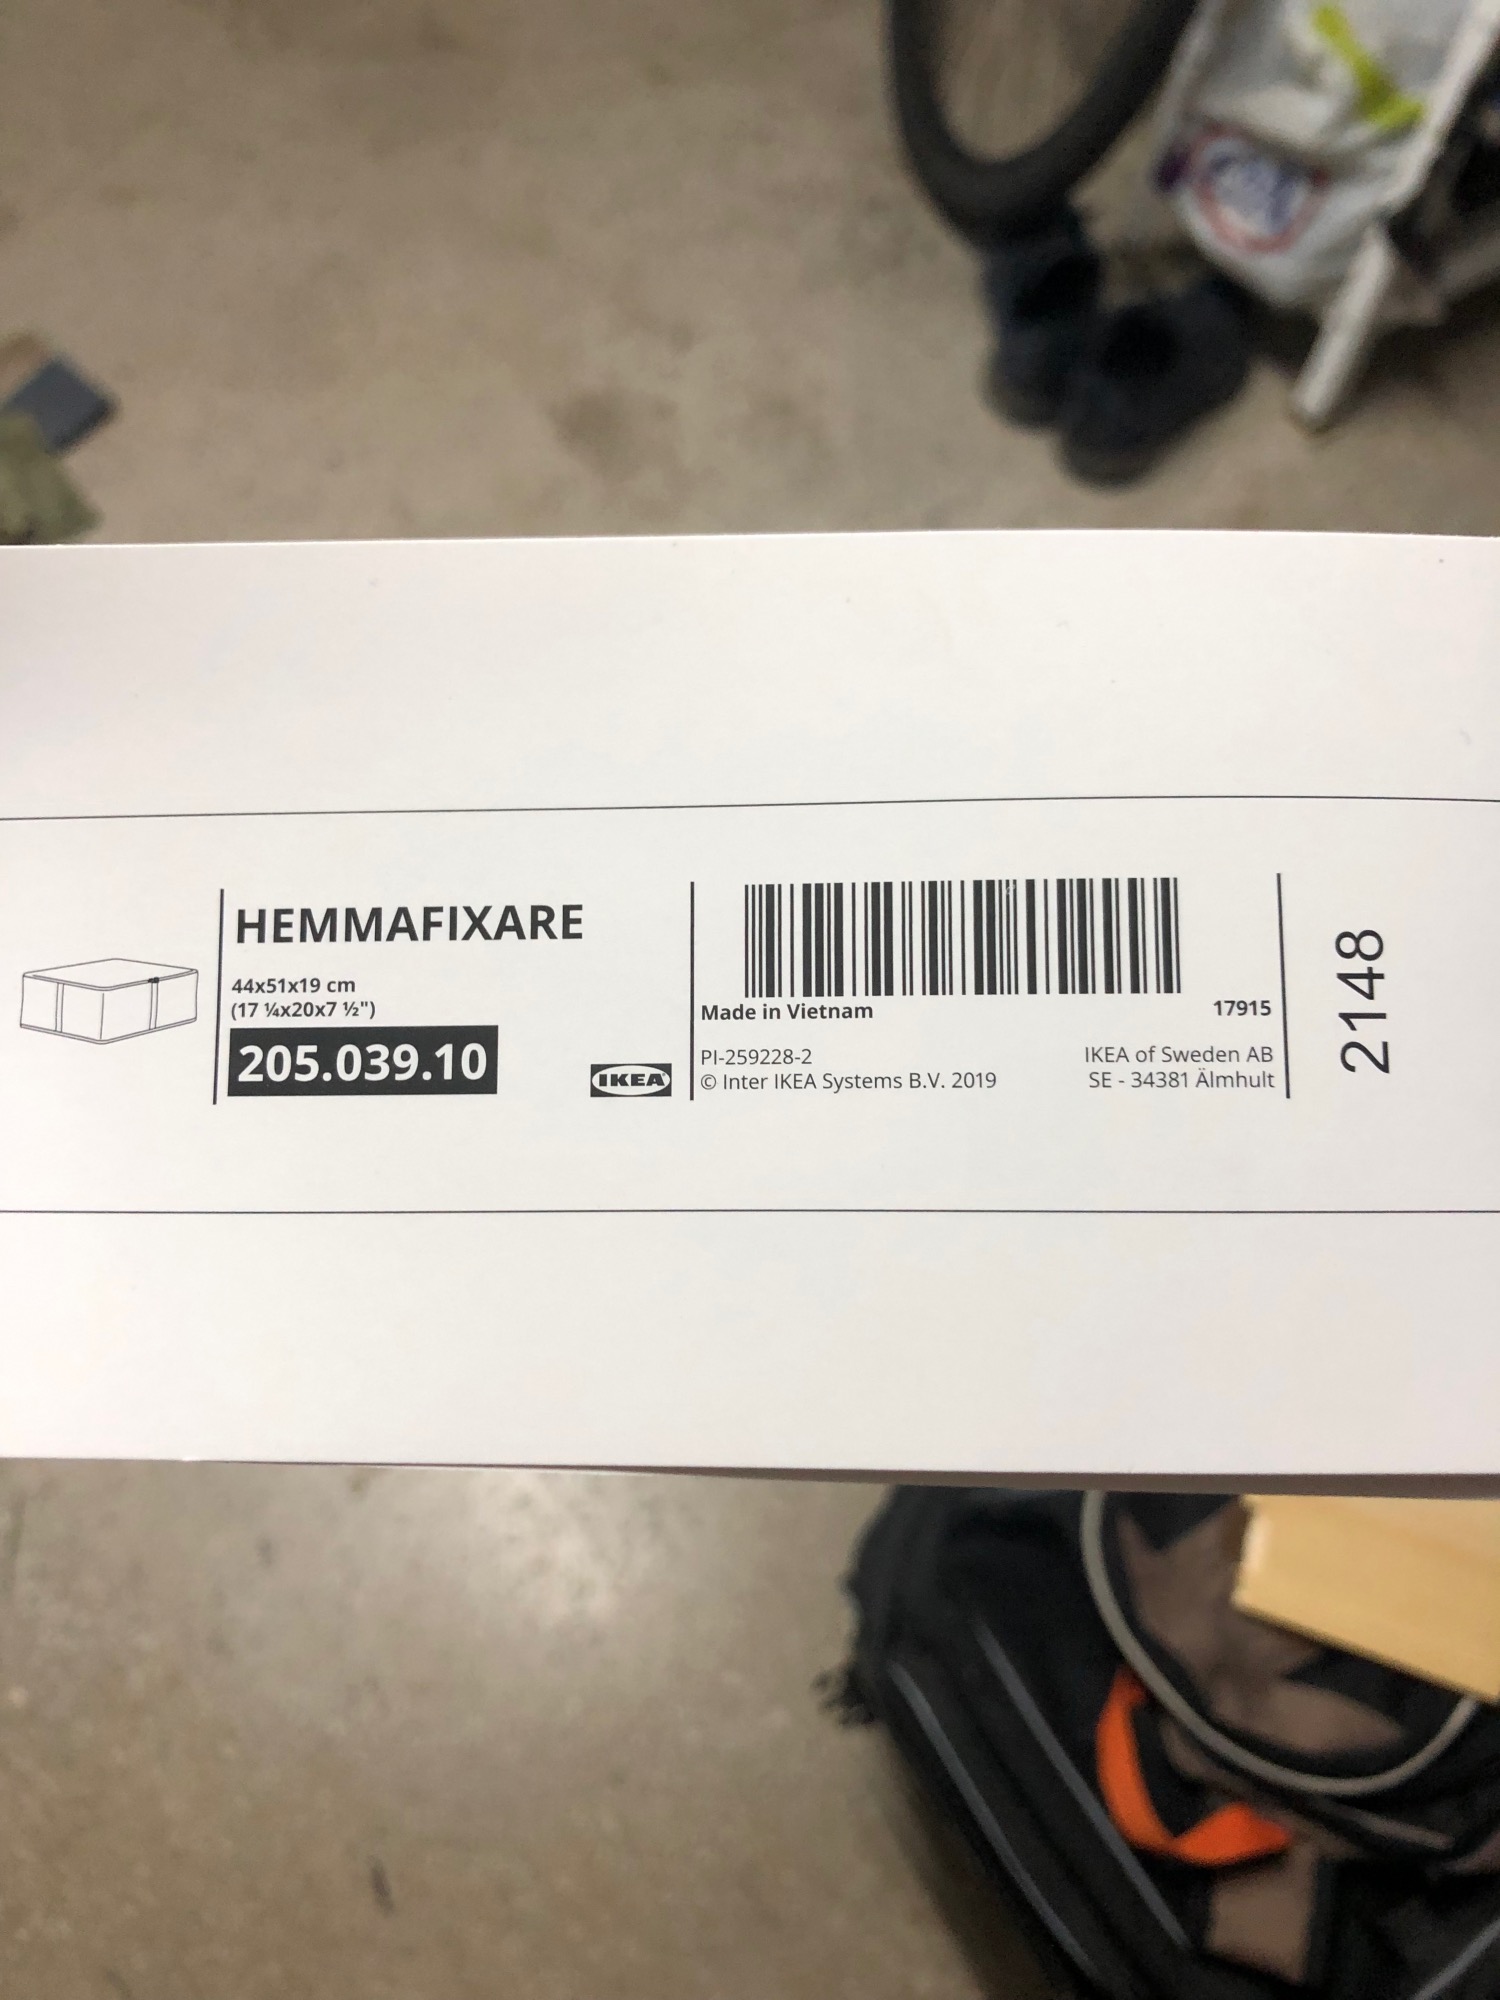 HEMMAFIXARE
44x51x19 cm
(17 ¼x20x7 ½")
205.039.10
IKEA
Made in Vietnam 17915
PI-259228-2
© Inter IKEA Systems B.V. 2019
IKEA of Sweden AB
SE - 34381 Älmhult
2148